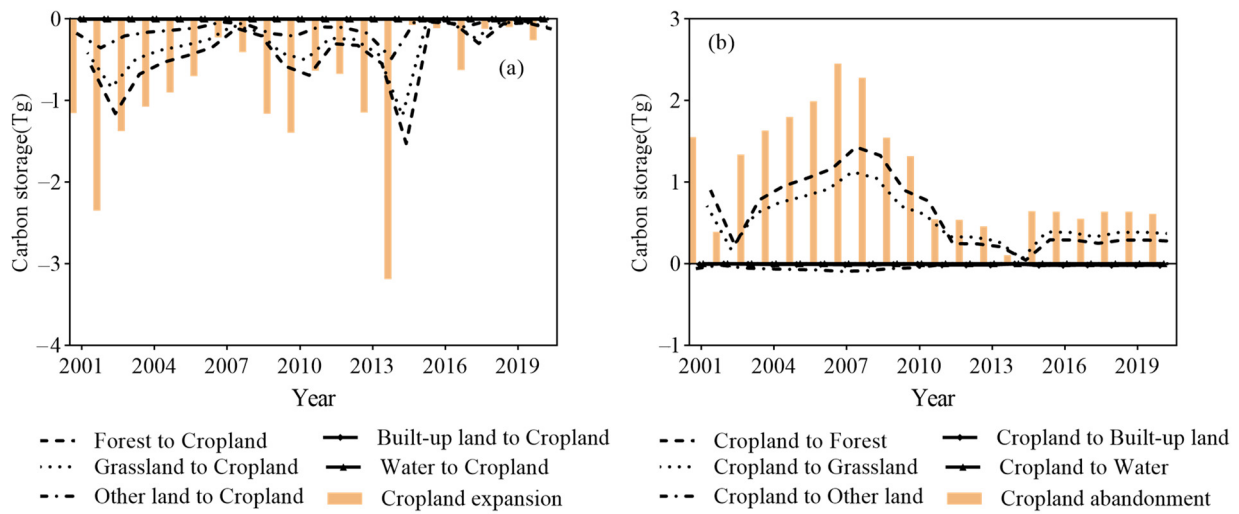 0
−1
−2
−3
−4
Carbon storage(Tg)
(a)
2001 2004 2007 2010 2013 2016 2019
Year
Forest to Cropland
Grassland to Cropland
Other land to Cropland
Built-up land to Cropland
Water to Cropland
Cropland expansion
3
2
1
0
−1
Carbon storage(Tg)
(b)
2001 2004 2007 2010 2013 2016 2019
Year
Cropland to Forest
Cropland to Grassland
Cropland to Other land
Cropland to Built-up land
Cropland to Water
Cropland abandonment